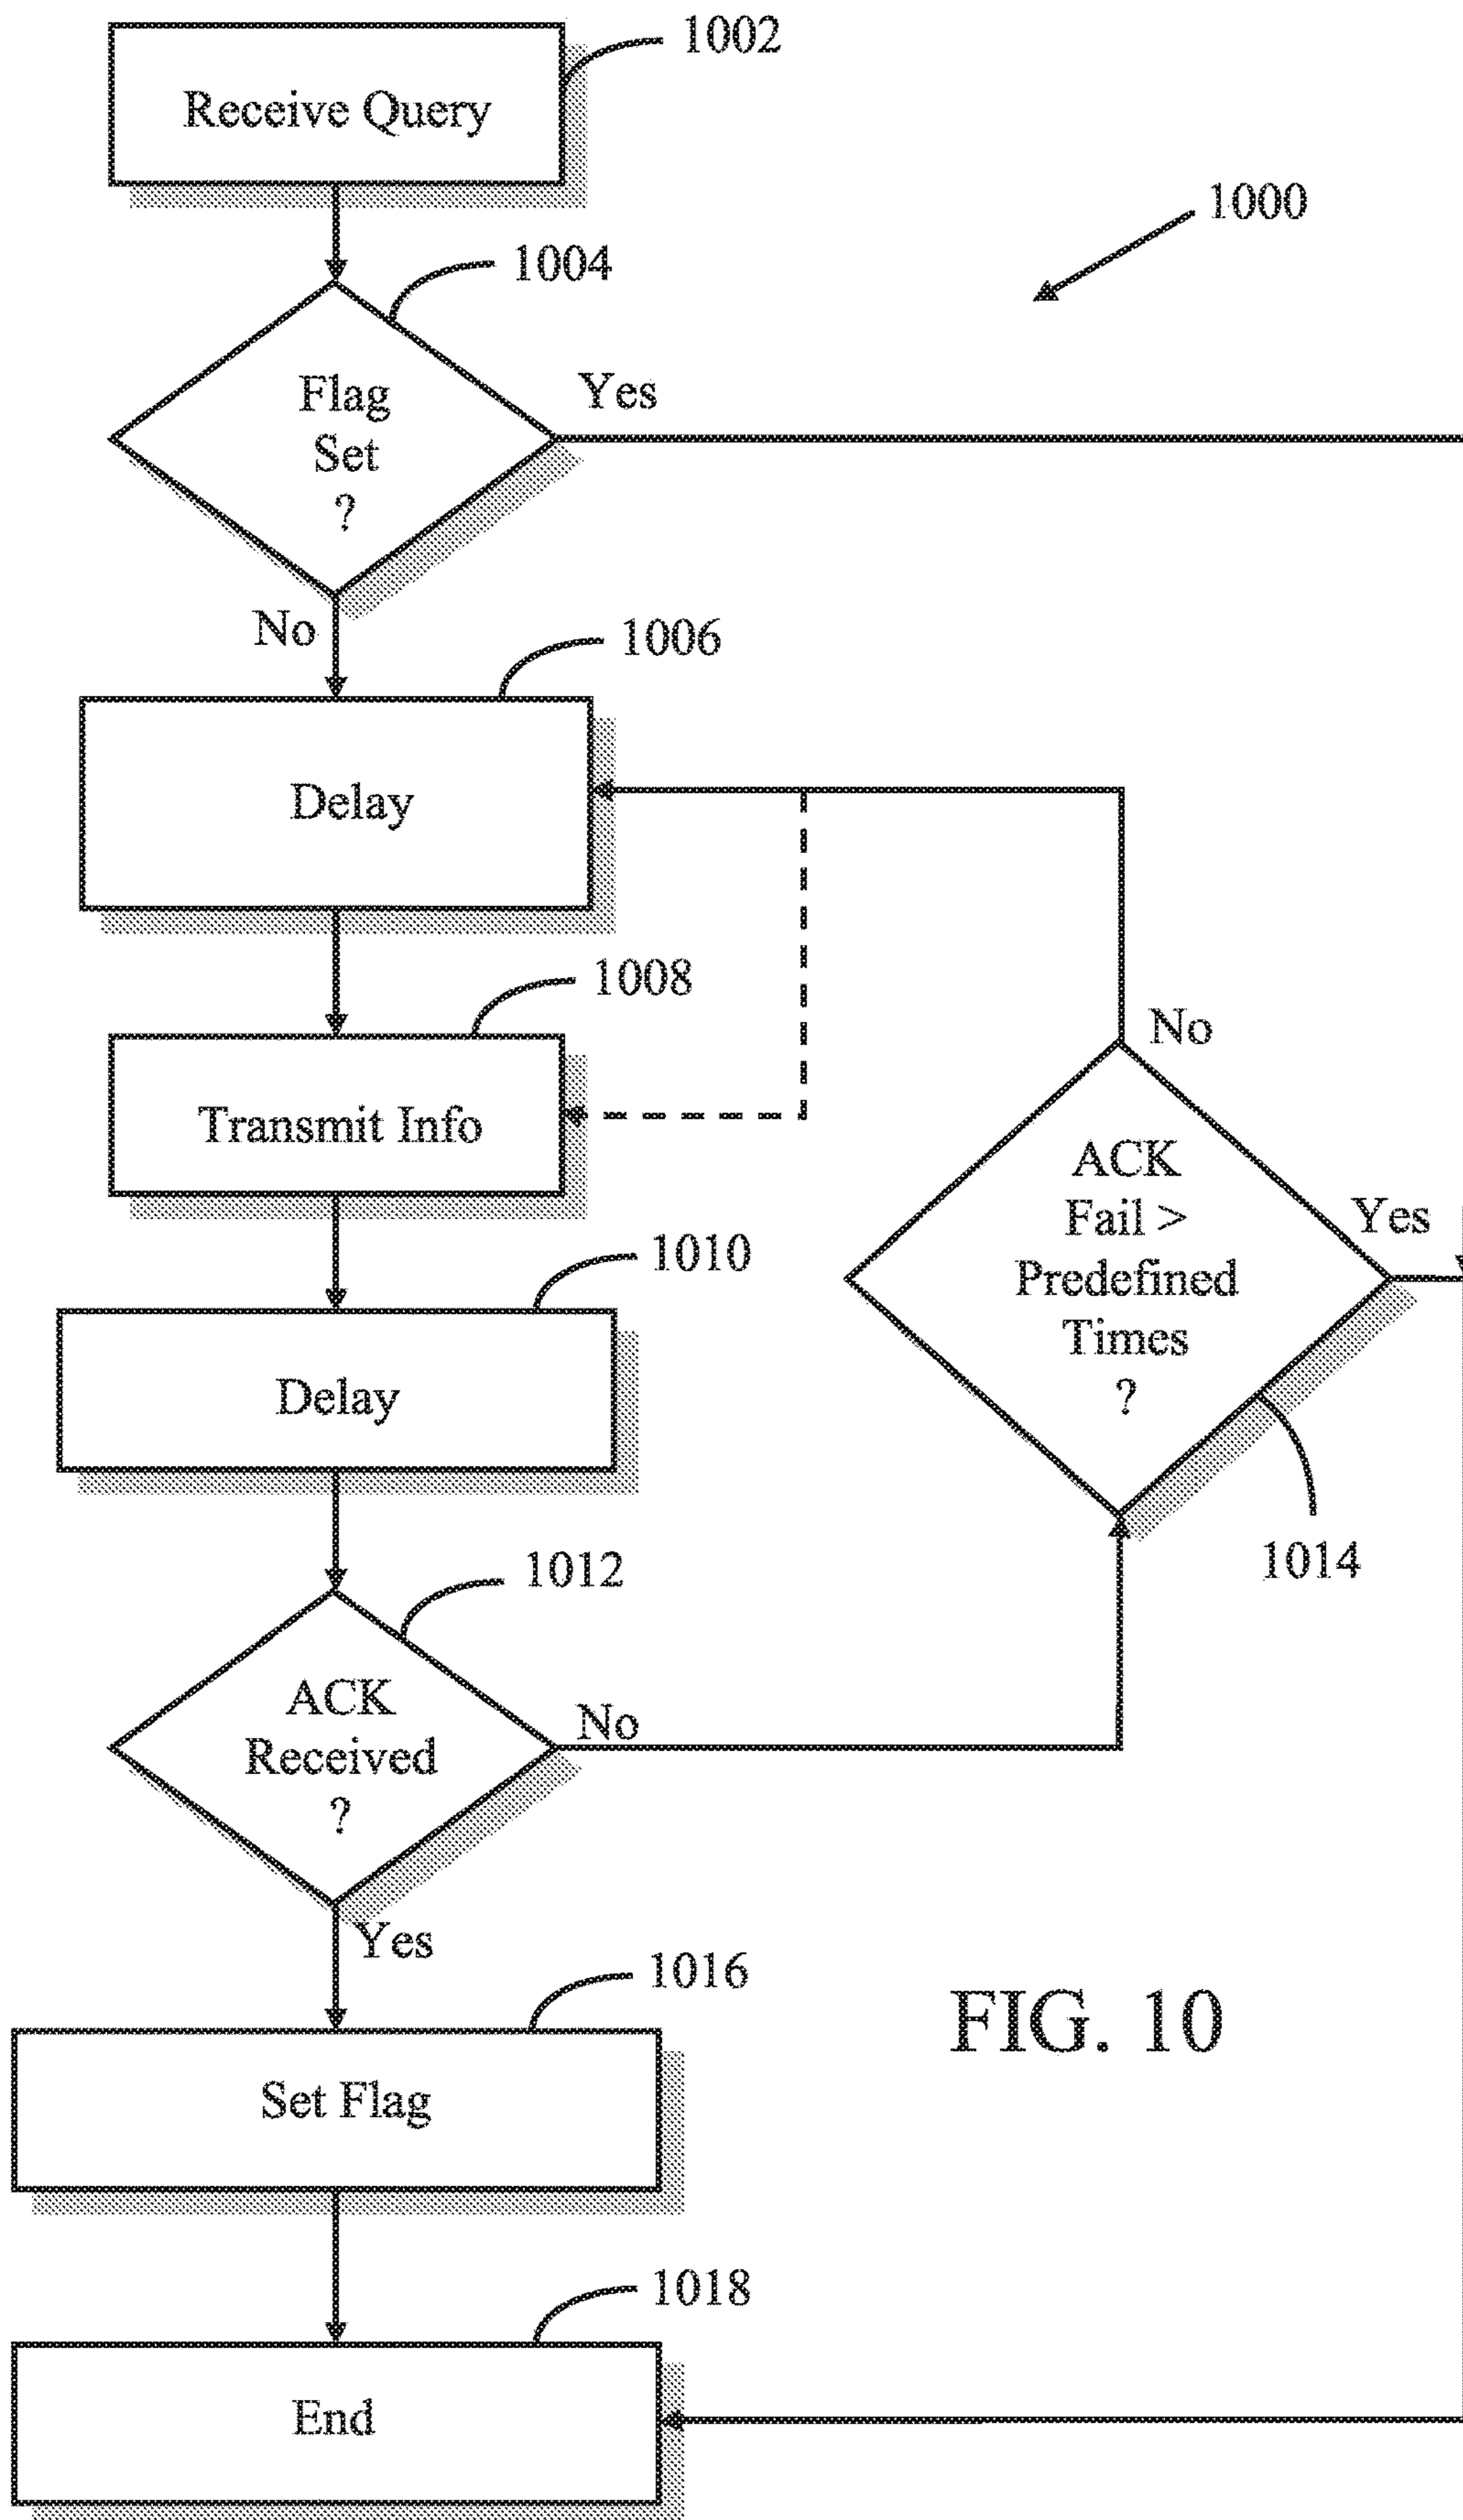 1002
Receive Query
1000
1004
Flag
Set
?
Yes
No
1006
Delay
1008
Transmit Info
No
ACK
Fail >
Predefined
Times
?
Yes
1010
Delay
1014
1012
ACK
Received
?
No
Yes
1016
Set Flag
FIG. 10
1018
End